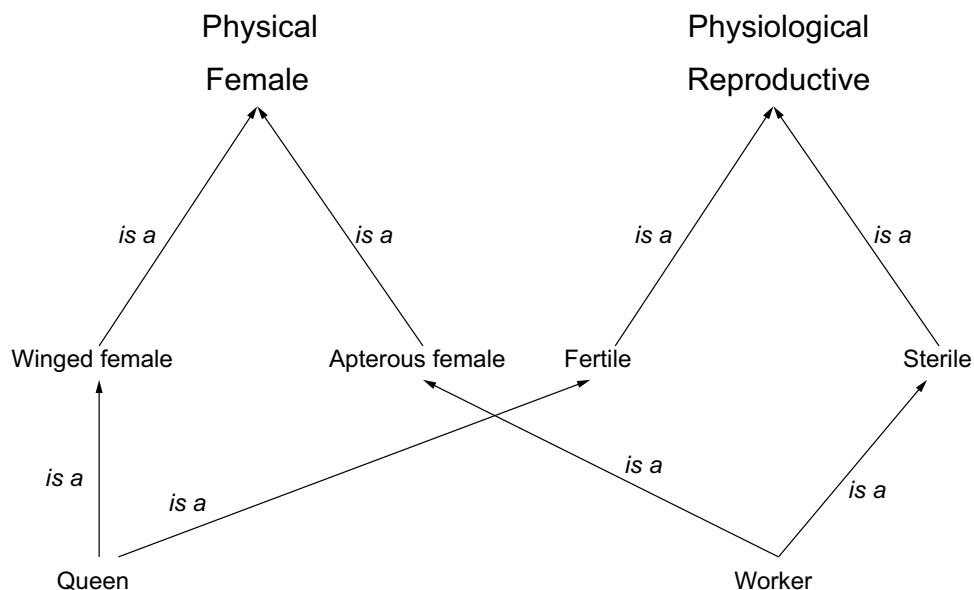 Physical
Physiological
Female
Reproductive
is a
is a
is a
is a
Winged female
Apterous female
Fertile
Sterile
is a
is a
is a
is a
Queen
Worker